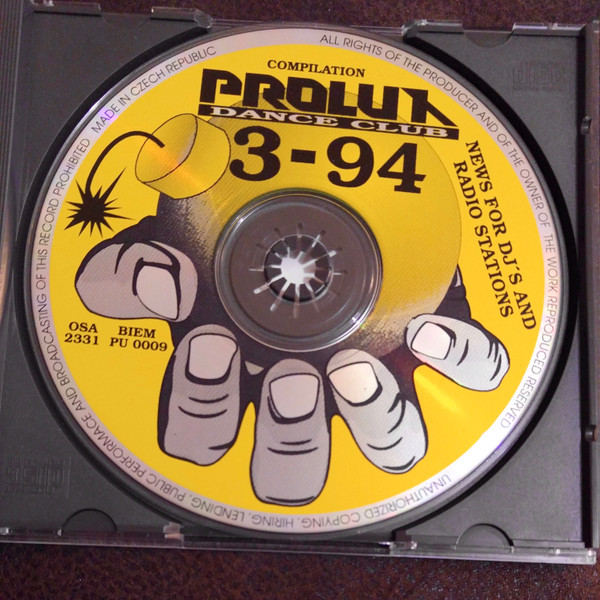 COMPILATION
PROLUX
DANCE CLUB
3-94
NEWS FOR DJ'S AND
RADIO STATIONS
OSA BIEM
2331 PU 0009
MADE IN CZECH REPUBLIC
ALL RIGHTS OF THE PRODUCER AND OF THE OWNER OF THE WORK REPRODUCED RESERVED
UNAUTHORIZED COPYING, HIRING, LENDING, PUBLIC PERFORMACE AND BROADCASTING OF THIS RECORD PROHIBITED